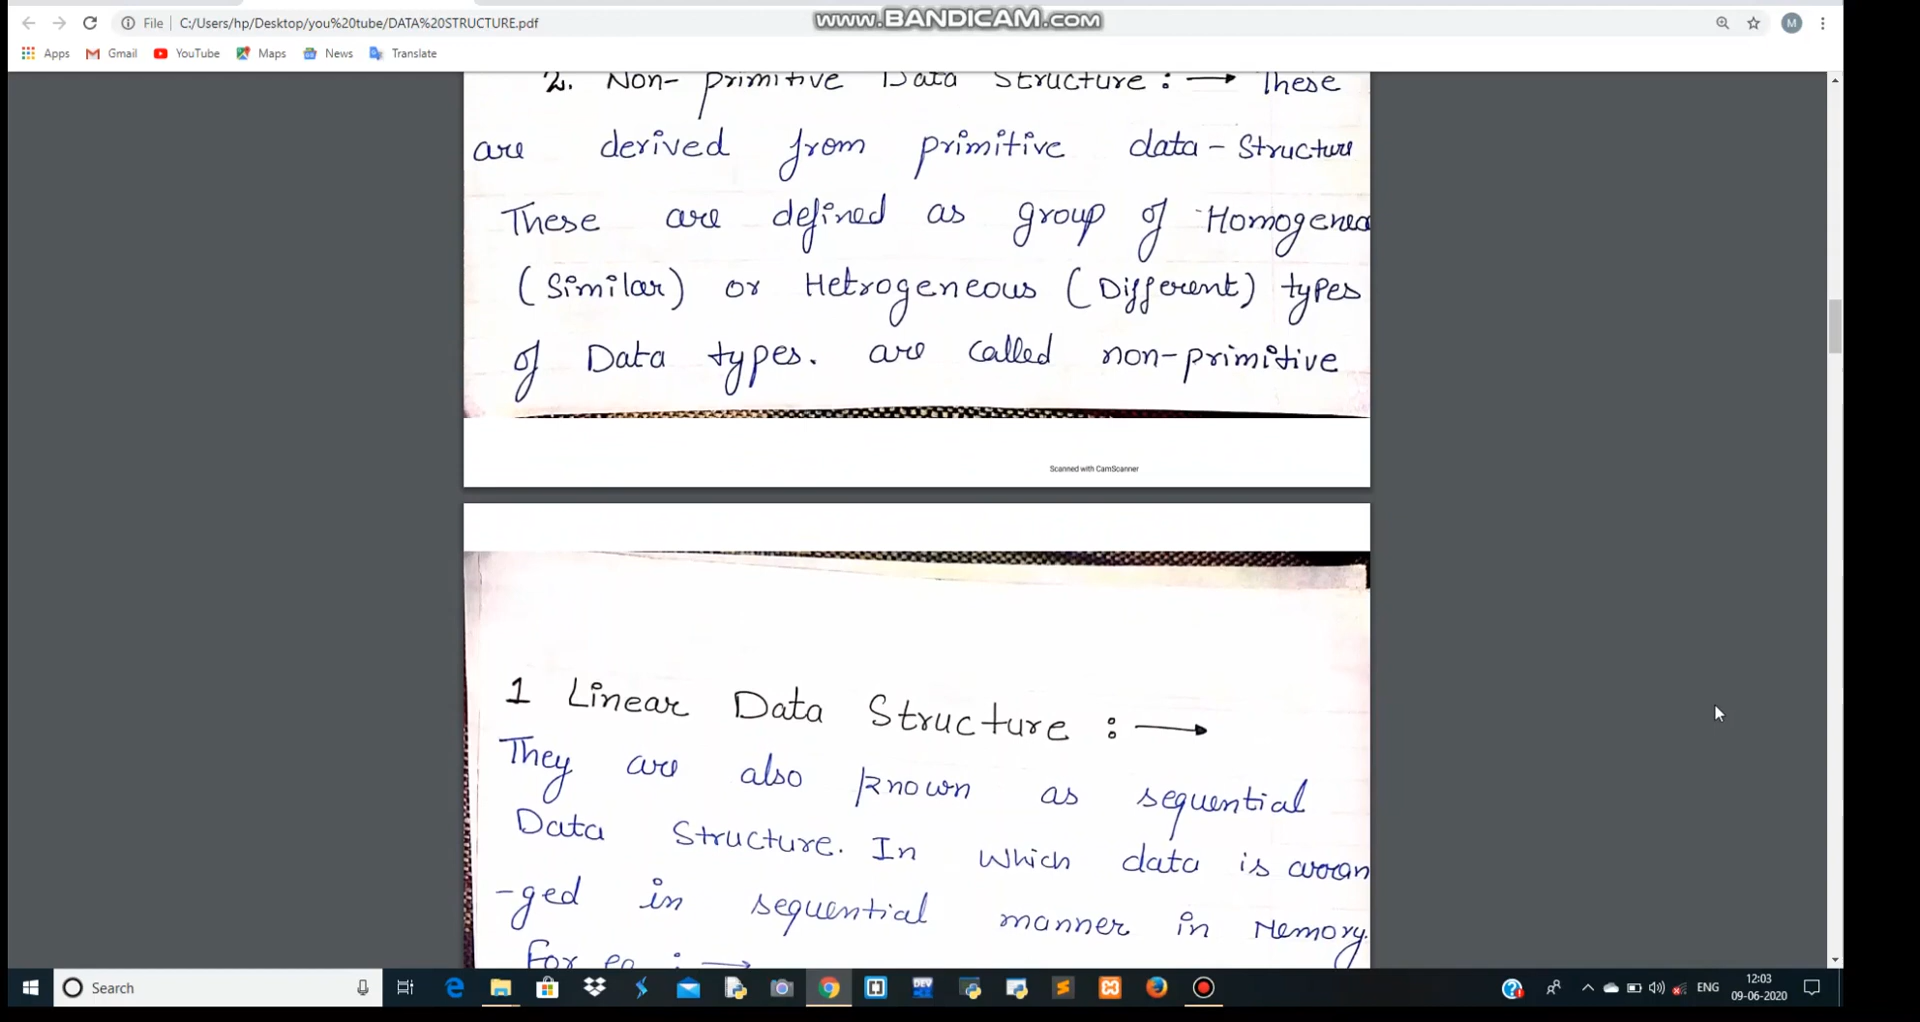 File C:/Users/hp/Desktop/you%20tube/DATA%20STRUCTURE.pdf
www.BANDICAM.com
M
Apps Gmail YouTube Maps News Translate
2. Non-primitive Data Structure : → These
are derived from primitive data-Structure
These are defined as group of Homogeneo
(Similar) or Hetrogeneous (Different) types
of Data types. are called non-primitive
Scanned with CamScanner
1 Linear Data Structure : →
They are also known as sequential
Data Structure. In Which data is arran
-ged in sequential manner in Memory.
For eg : →
Search
DEV
ENG
12:03
09-06-2020